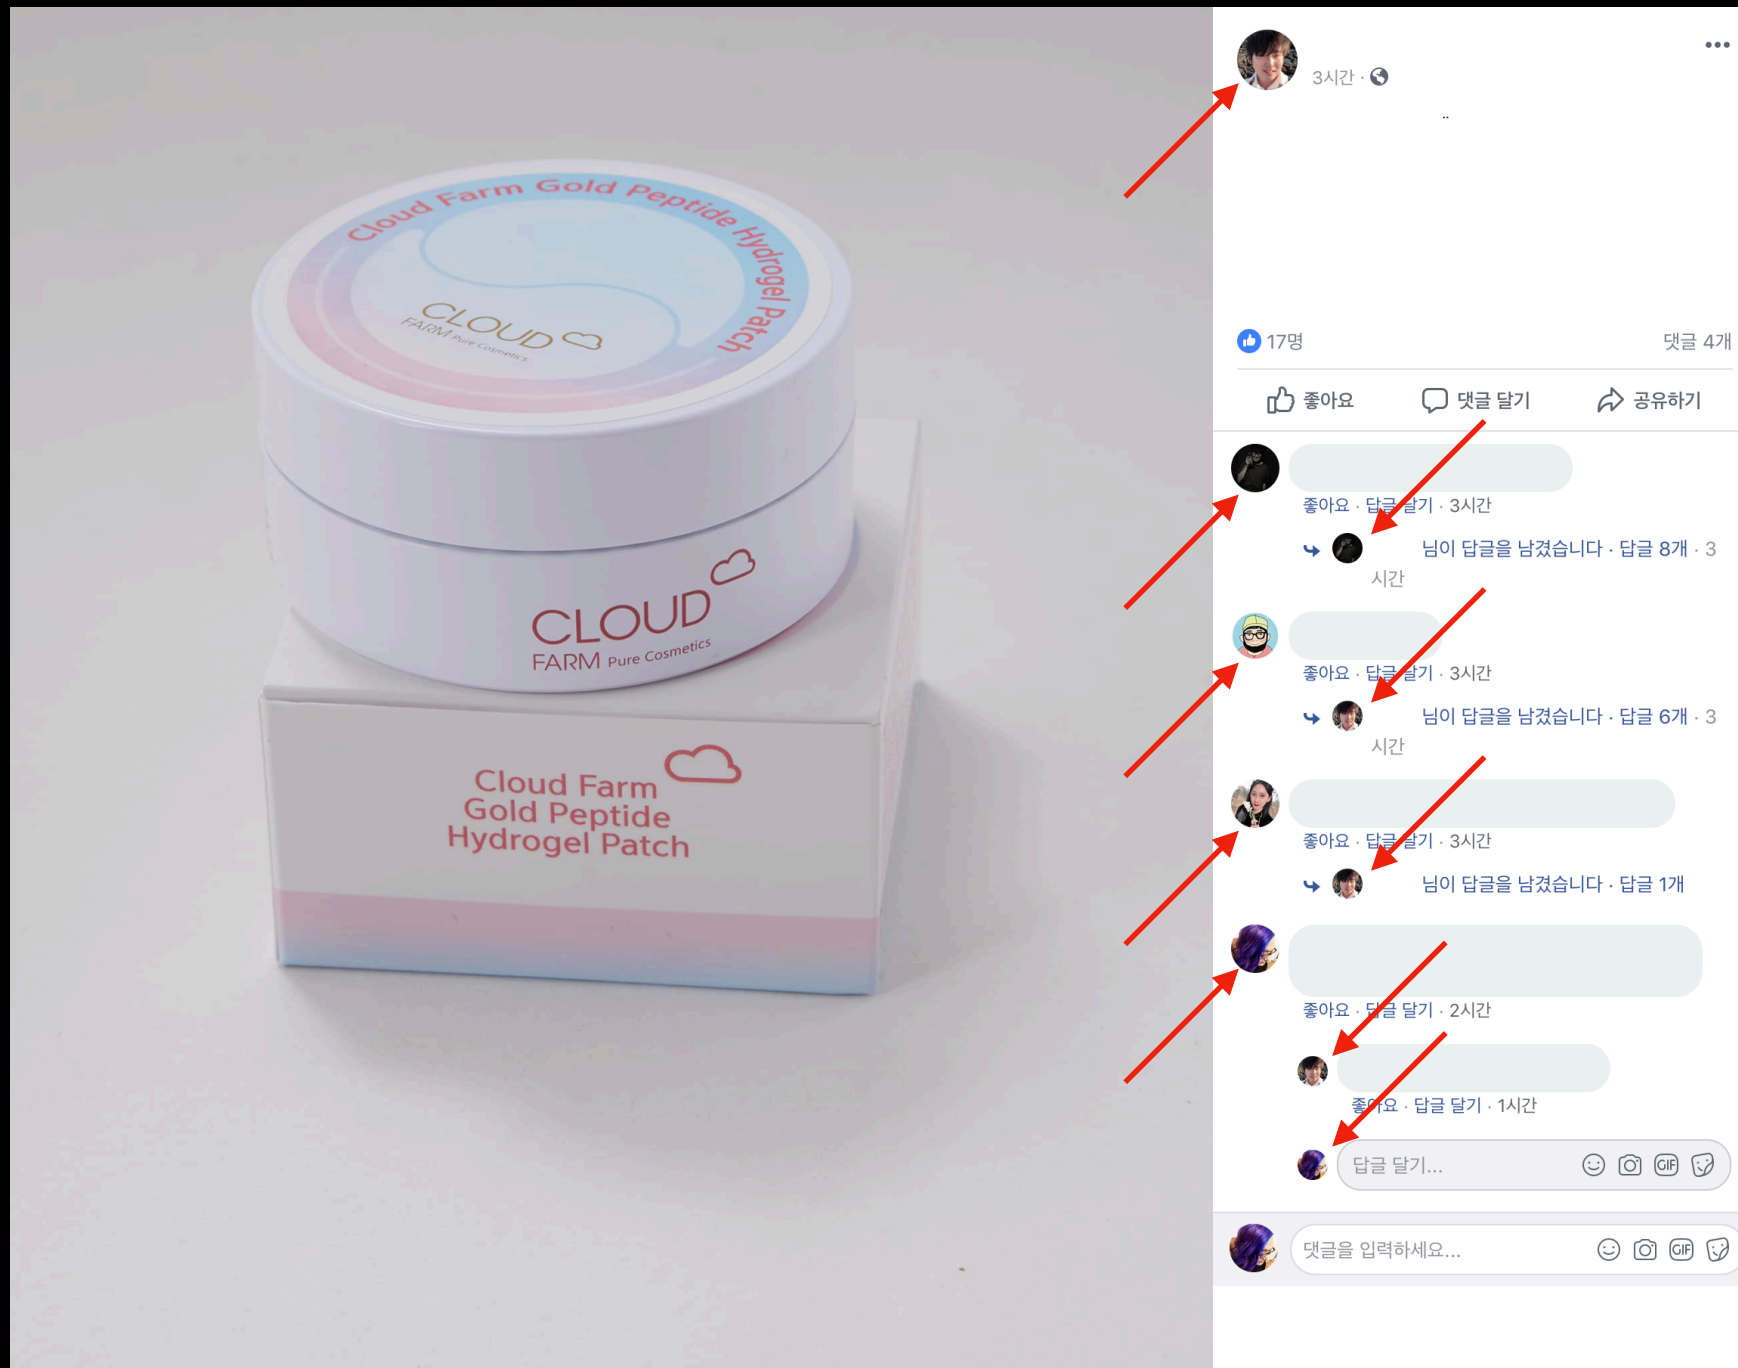 Cloud Farm Gold Peptide Hydrogel Patch
CLOUD
FARM Pure Cosmetics
CLOUD
FARM Pure Cosmetics
Cloud Farm
Gold Peptide
Hydrogel Patch
3시간 ·
..
17명
댓글 4개
좋아요 댓글 달기 공유하기
좋아요 · 답글 달기 · 3시간
님이 답글을 남겼습니다 · 답글 8개 · 3
시간
좋아요 · 답글 달기 · 3시간
님이 답글을 남겼습니다 · 답글 6개 · 3
시간
좋아요 · 답글 달기 · 3시간
님이 답글을 남겼습니다 · 답글 1개
좋아요 · 답글 달기 · 2시간
좋아요 · 답글 달기 · 1시간
답글 달기...
GIF
댓글을 입력하세요...
GIF